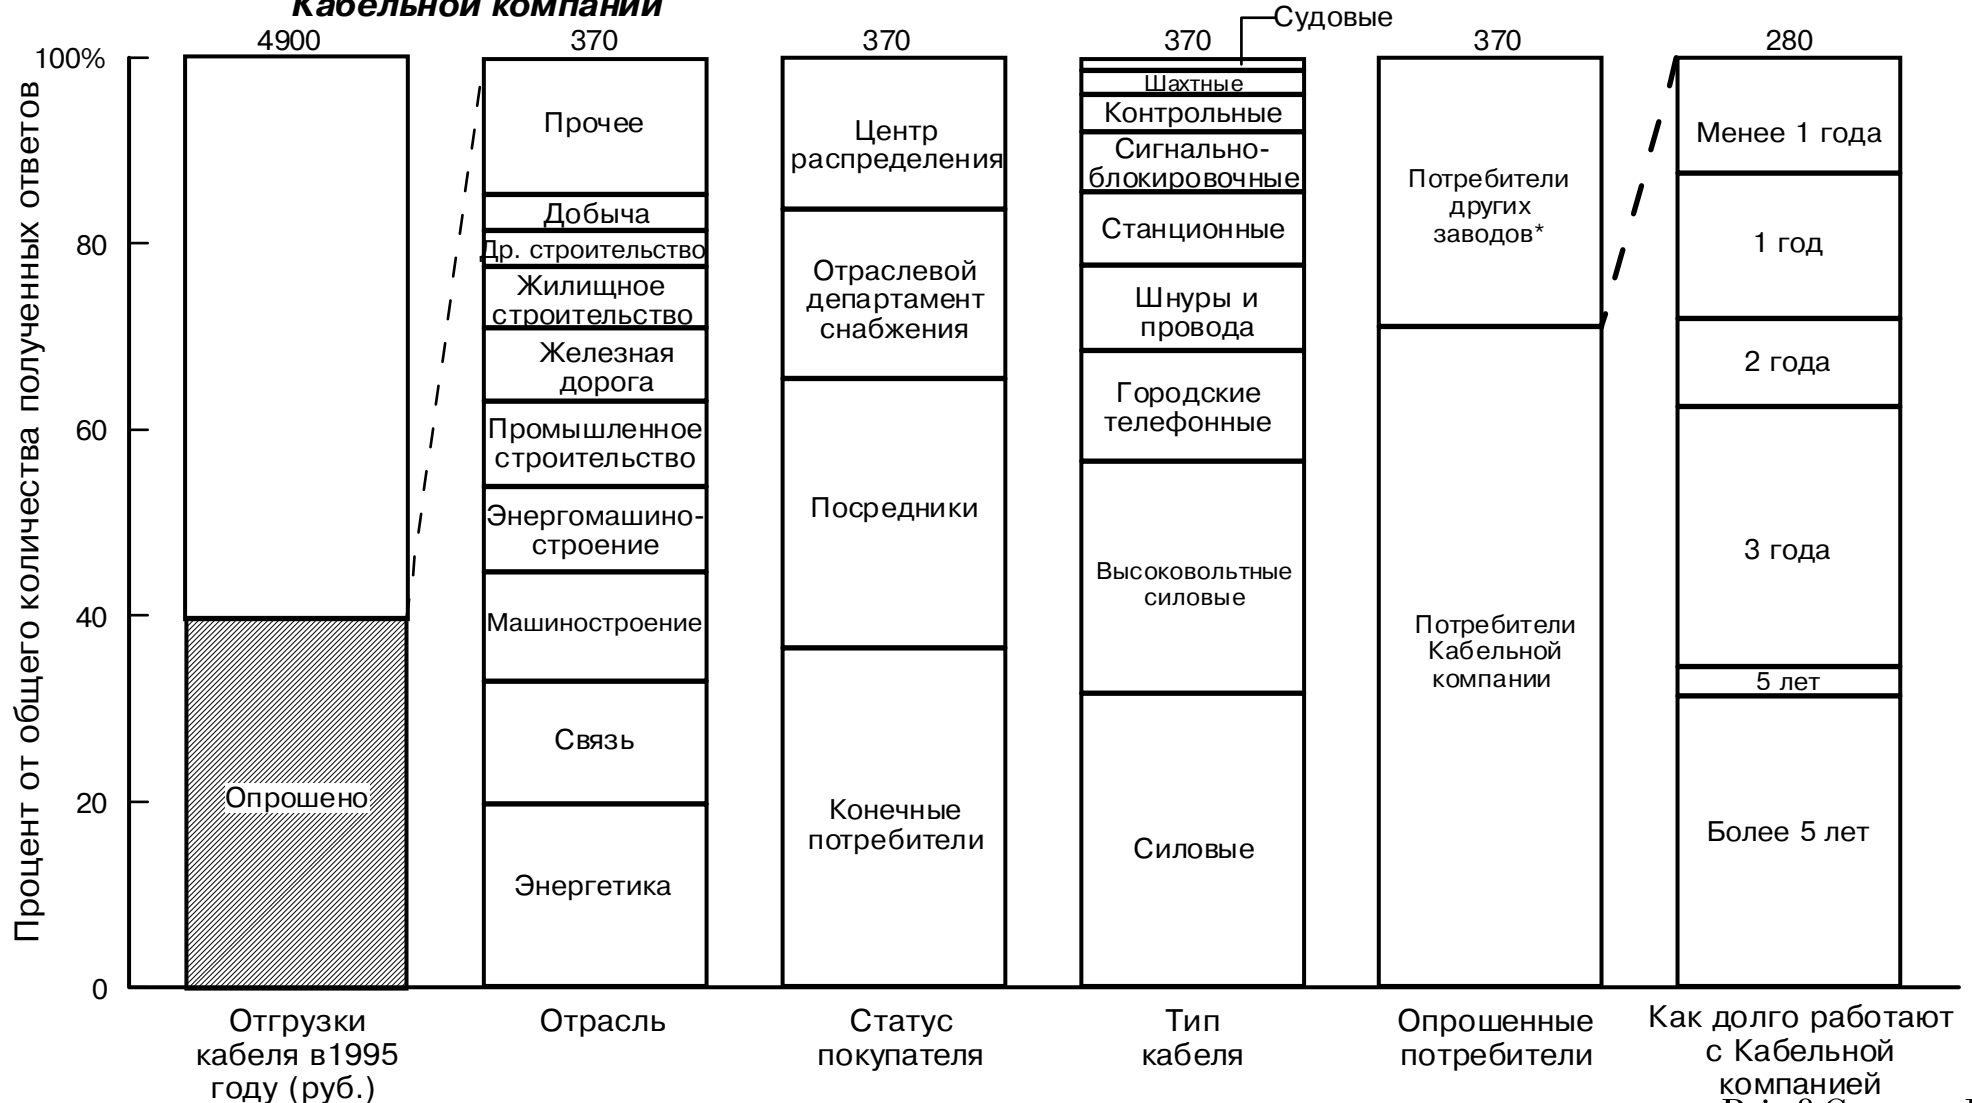 Кабельной компании
Судовые
4900
370
370
370
370
280
Процент от общего количества полученных ответов
100%
80
60
40
20
0
Опрошено
Прочее
Добыча
Др. строительство
Жилищное
строительство
Железная
дорога
Промышленное
строительство
Энергомашино-
строение
Машиностроение
Связь
Энергетика
Центр
распределения
Отраслевой
департамент
снабжения
Посредники
Конечные
потребители
Шахтные
Контрольные
Сигнально-
блокировочные
Станционные
Шнуры и
провода
Городские
телефонные
Высоковольтные
силовые
Силовые
Потребители
других
заводов*
Потребители
Кабельной
компании
Менее 1 года
1 год
2 года
3 года
5 лет
Более 5 лет
Отгрузки
кабеля в1995
году (руб.)
Отрасль
Статус
покупателя
Тип
кабеля
Опрошенные
потребители
Как долго работают
с Кабельной
компанией